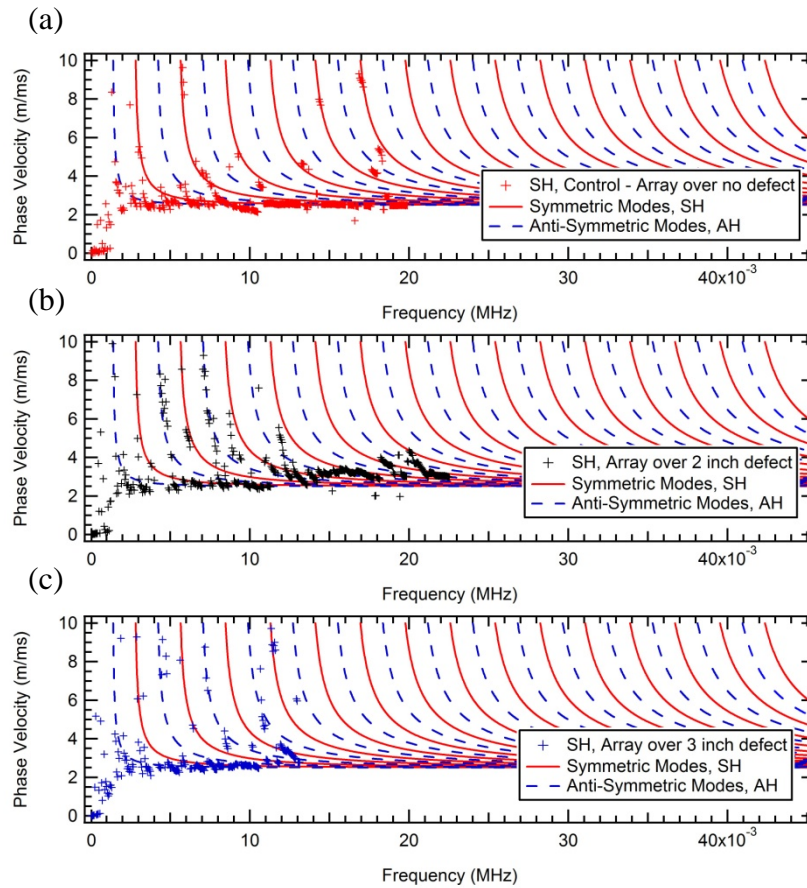 (a)
10
8
6
4
2
0
Phase Velocity (m/ms)
SH, Control - Array over no defect
Symmetric Modes, SH
Anti-Symmetric Modes, AH
0 10 20 30 40x10⁻³
Frequency (MHz)
(b)
10
8
6
4
2
0
Phase Velocity (m/ms)
SH, Array over 2 inch defect
Symmetric Modes, SH
Anti-Symmetric Modes, AH
0 10 20 30 40x10⁻³
Frequency (MHz)
(c)
10
8
6
4
2
0
Phase Velocity (m/ms)
SH, Array over 3 inch defect
Symmetric Modes, SH
Anti-Symmetric Modes, AH
0 10 20 30 40x10⁻³
Frequency (MHz)